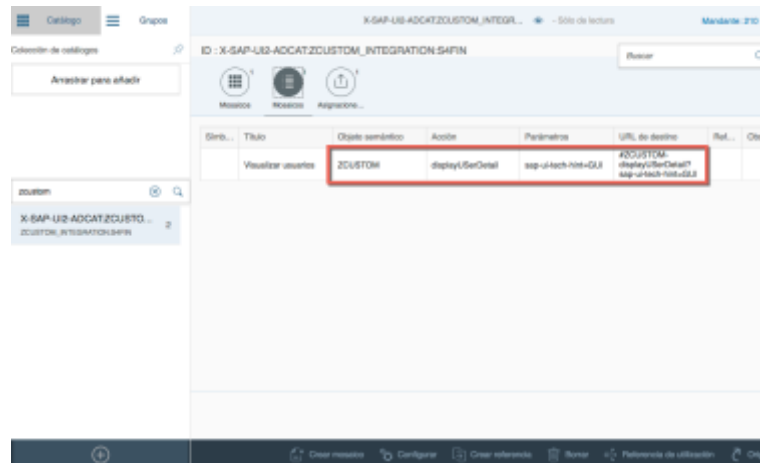 Catálogo
Grupos
X-SAP-UI2-ADCAT:ZCUSTOM_INTEGR...
- Sólo de lectura
Mandante: 210
Colección de catálogos
ID : X-SAP-UI2-ADCAT:ZCUSTOM_INTEGRATION:S4FIN
Buscar
Arrastrar para añadir
Mosaicos
Mosaicos
Asignacione...
Símb...
Título
Objeto semántico
Acción
Parámetros
URL de destino
Ref...
Visualizar usuarios
ZCUSTOM
displayUSerDetail
sap-ui-tech-hint=GUI
#ZCUSTOM-
displayUSerDetail?
sap-ui-tech-hint=GUI
zcustom
X-SAP-UI2-ADCAT:ZCUSTO...
2
ZCUSTOM_INTEGRATION:S4FIN
Crear mosaico
Configurar
Crear referencia
Borrar
Referencia de utilización